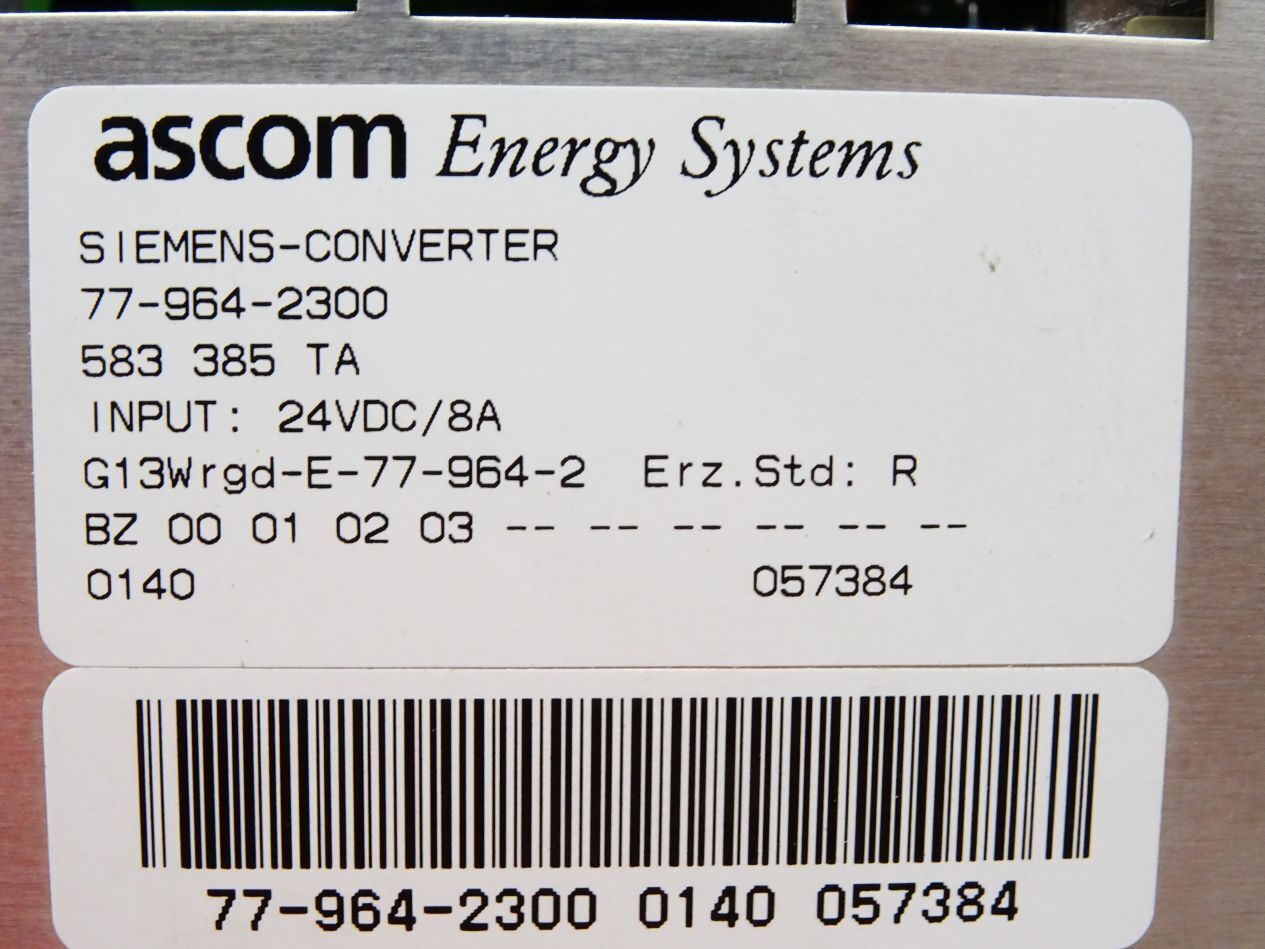 ascom Energy Systems
SIEMENS-CONVERTER
77-964-2300
583 385 TA
INPUT: 24VDC/8A
G13Wrgd-E-77-964-2 Erz.Std: R
BZ 00 01 02 03 -- -- -- -- -- --
0140 057384
77-964-2300 0140 057384